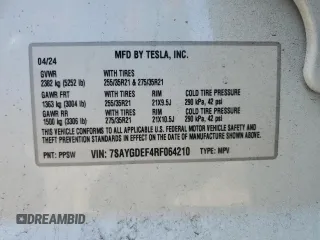 MFD BY TESLA, INC.
04/24
GVWR WITH TIRES
2382 kg (5252 lb) 255/35R21 & 275/35R21
GAWR FRT WITH TIRES RIM COLD TIRE PRESSURE
1363 kg (3004 lb) 255/35R21 21X9.5J 290 kPa, 42 psi
GAWR RR WITH TIRES RIM COLD TIRE PRESSURE
1500 kg (3306 lb) 275/35R21 21X10.5J 290 kPa, 42 psi
THIS VEHICLE CONFORMS TO ALL APPLICABLE FEDERAL MOTOR VEHICLE SAFETY
AND THEFT PREVENTION STANDARDS IN EFFECT ON THE DATE OF MANUFACTURE SHOWN ABOVE.
PNT: PPSW VIN: 7SAYGDEF4RF064210 TYPE: MPV
DREAMBID
dreambid.com